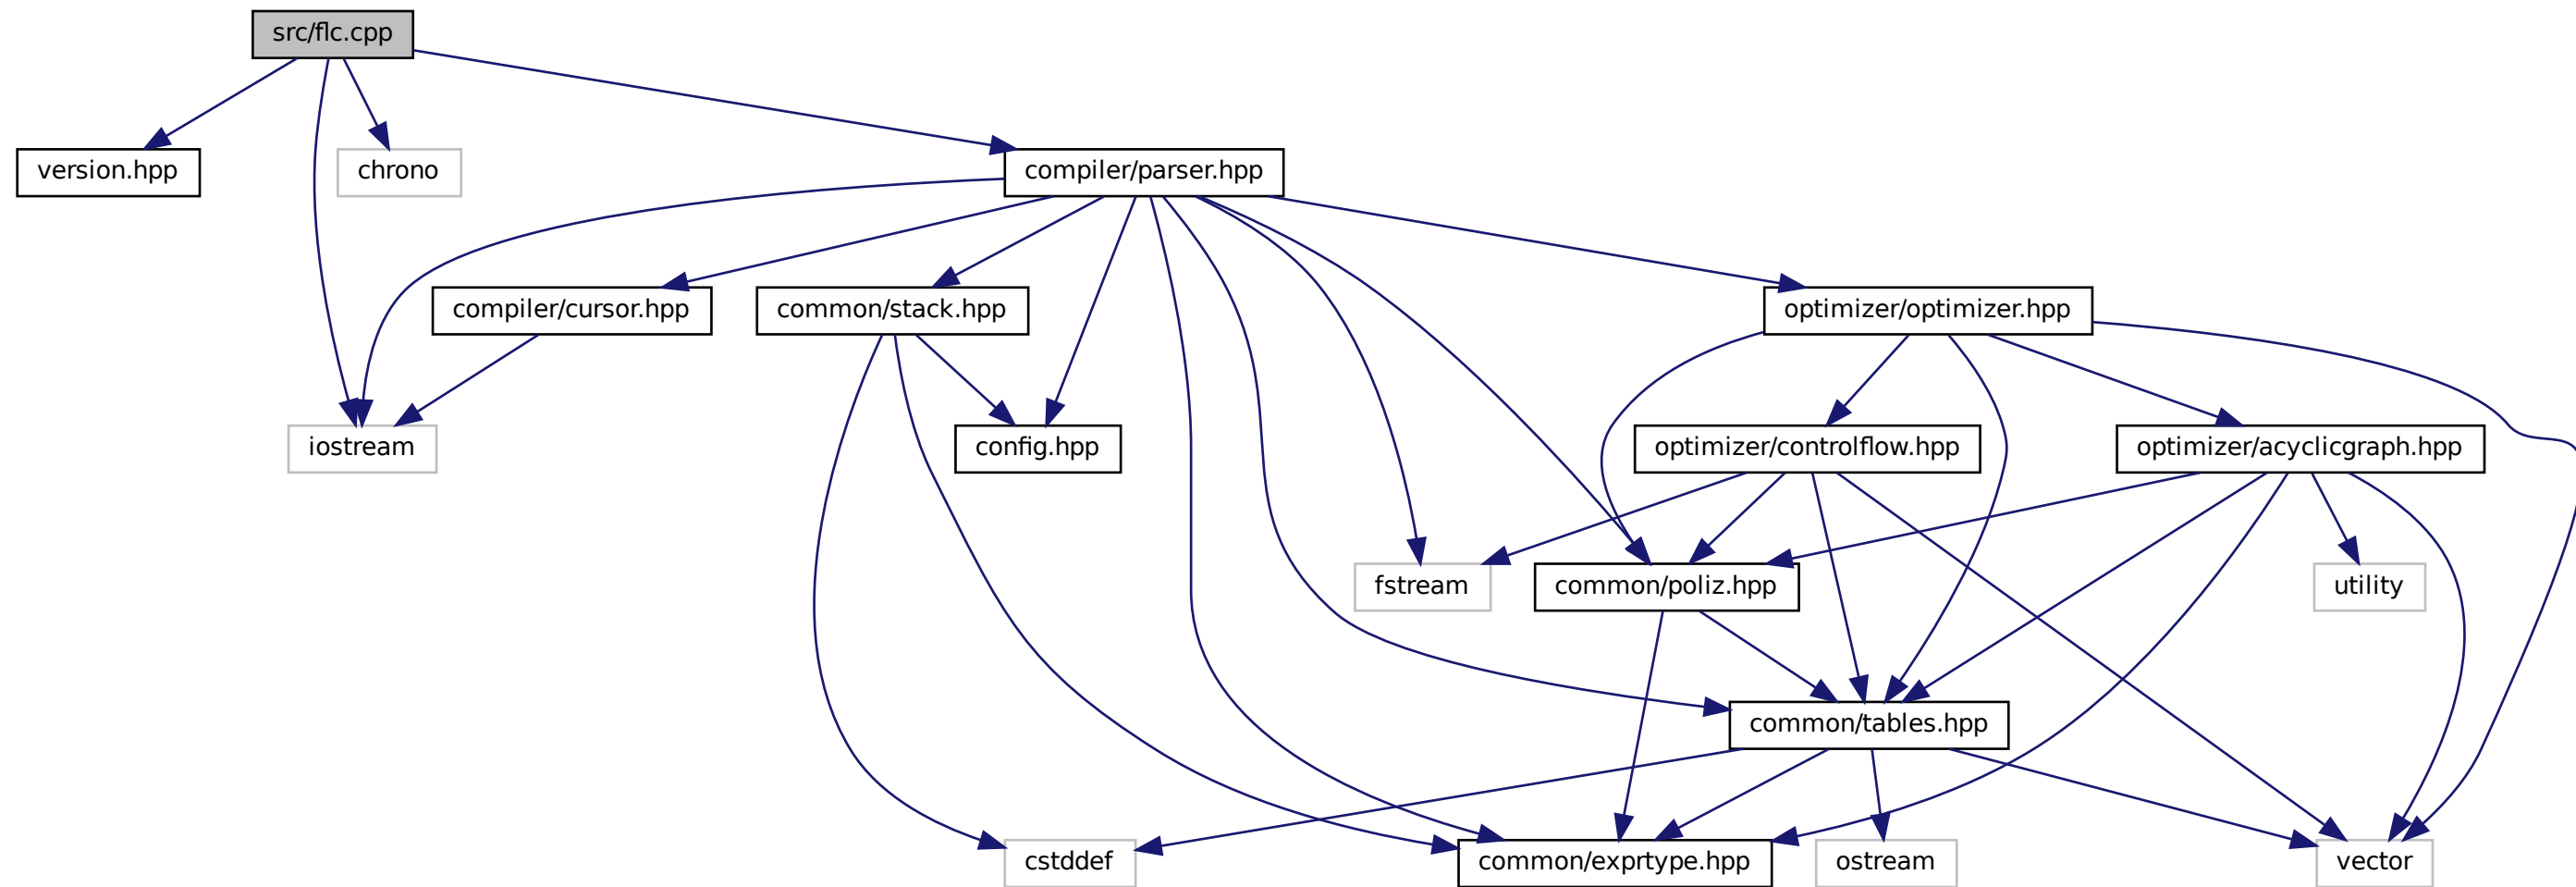 src/flc.cpp
version.hpp
chrono
compiler/parser.hpp
compiler/cursor.hpp
common/stack.hpp
optimizer/optimizer.hpp
iostream
config.hpp
optimizer/controlflow.hpp
optimizer/acyclicgraph.hpp
fstream
common/poliz.hpp
utility
common/tables.hpp
cstddef
common/exprtype.hpp
ostream
vector